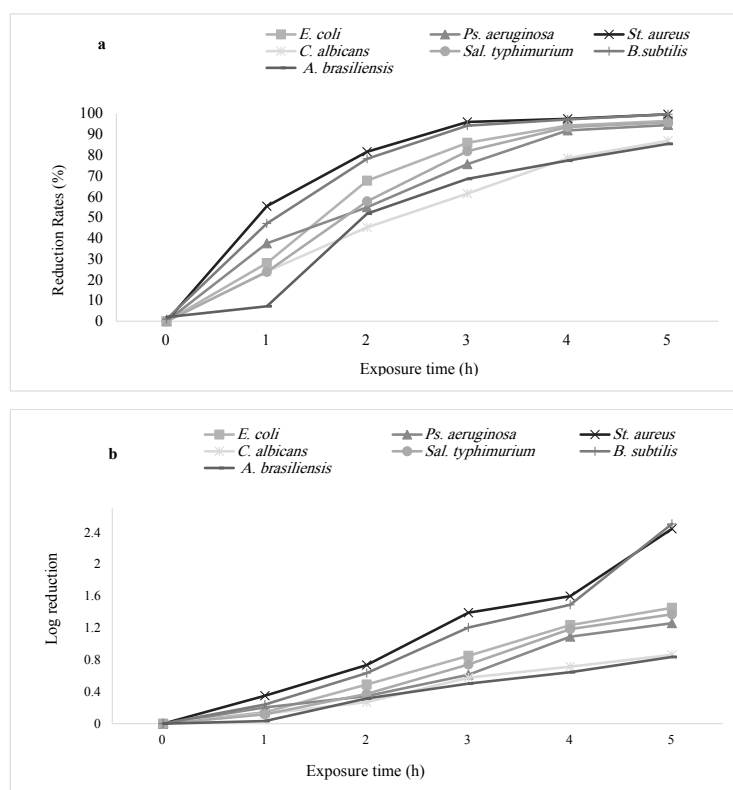 a
E. coli Ps. aeruginosa St. aureus
C. albicans Sal. typhimurium B.subtilis
A. brasiliensis
Reduction Rates (%)
100
90
80
70
60
50
40
30
20
10
0
0 1 2 3 4 5
Exposure time (h)
E. coli Ps. aeruginosa St. aureus
b
C. albicans Sal. typhimurium B. subtilis
A. brasiliensis
Log reduction
2.4
2
1.6
1.2
0.8
0.4
0
0 1 2 3 4 5
Exposure time (h)